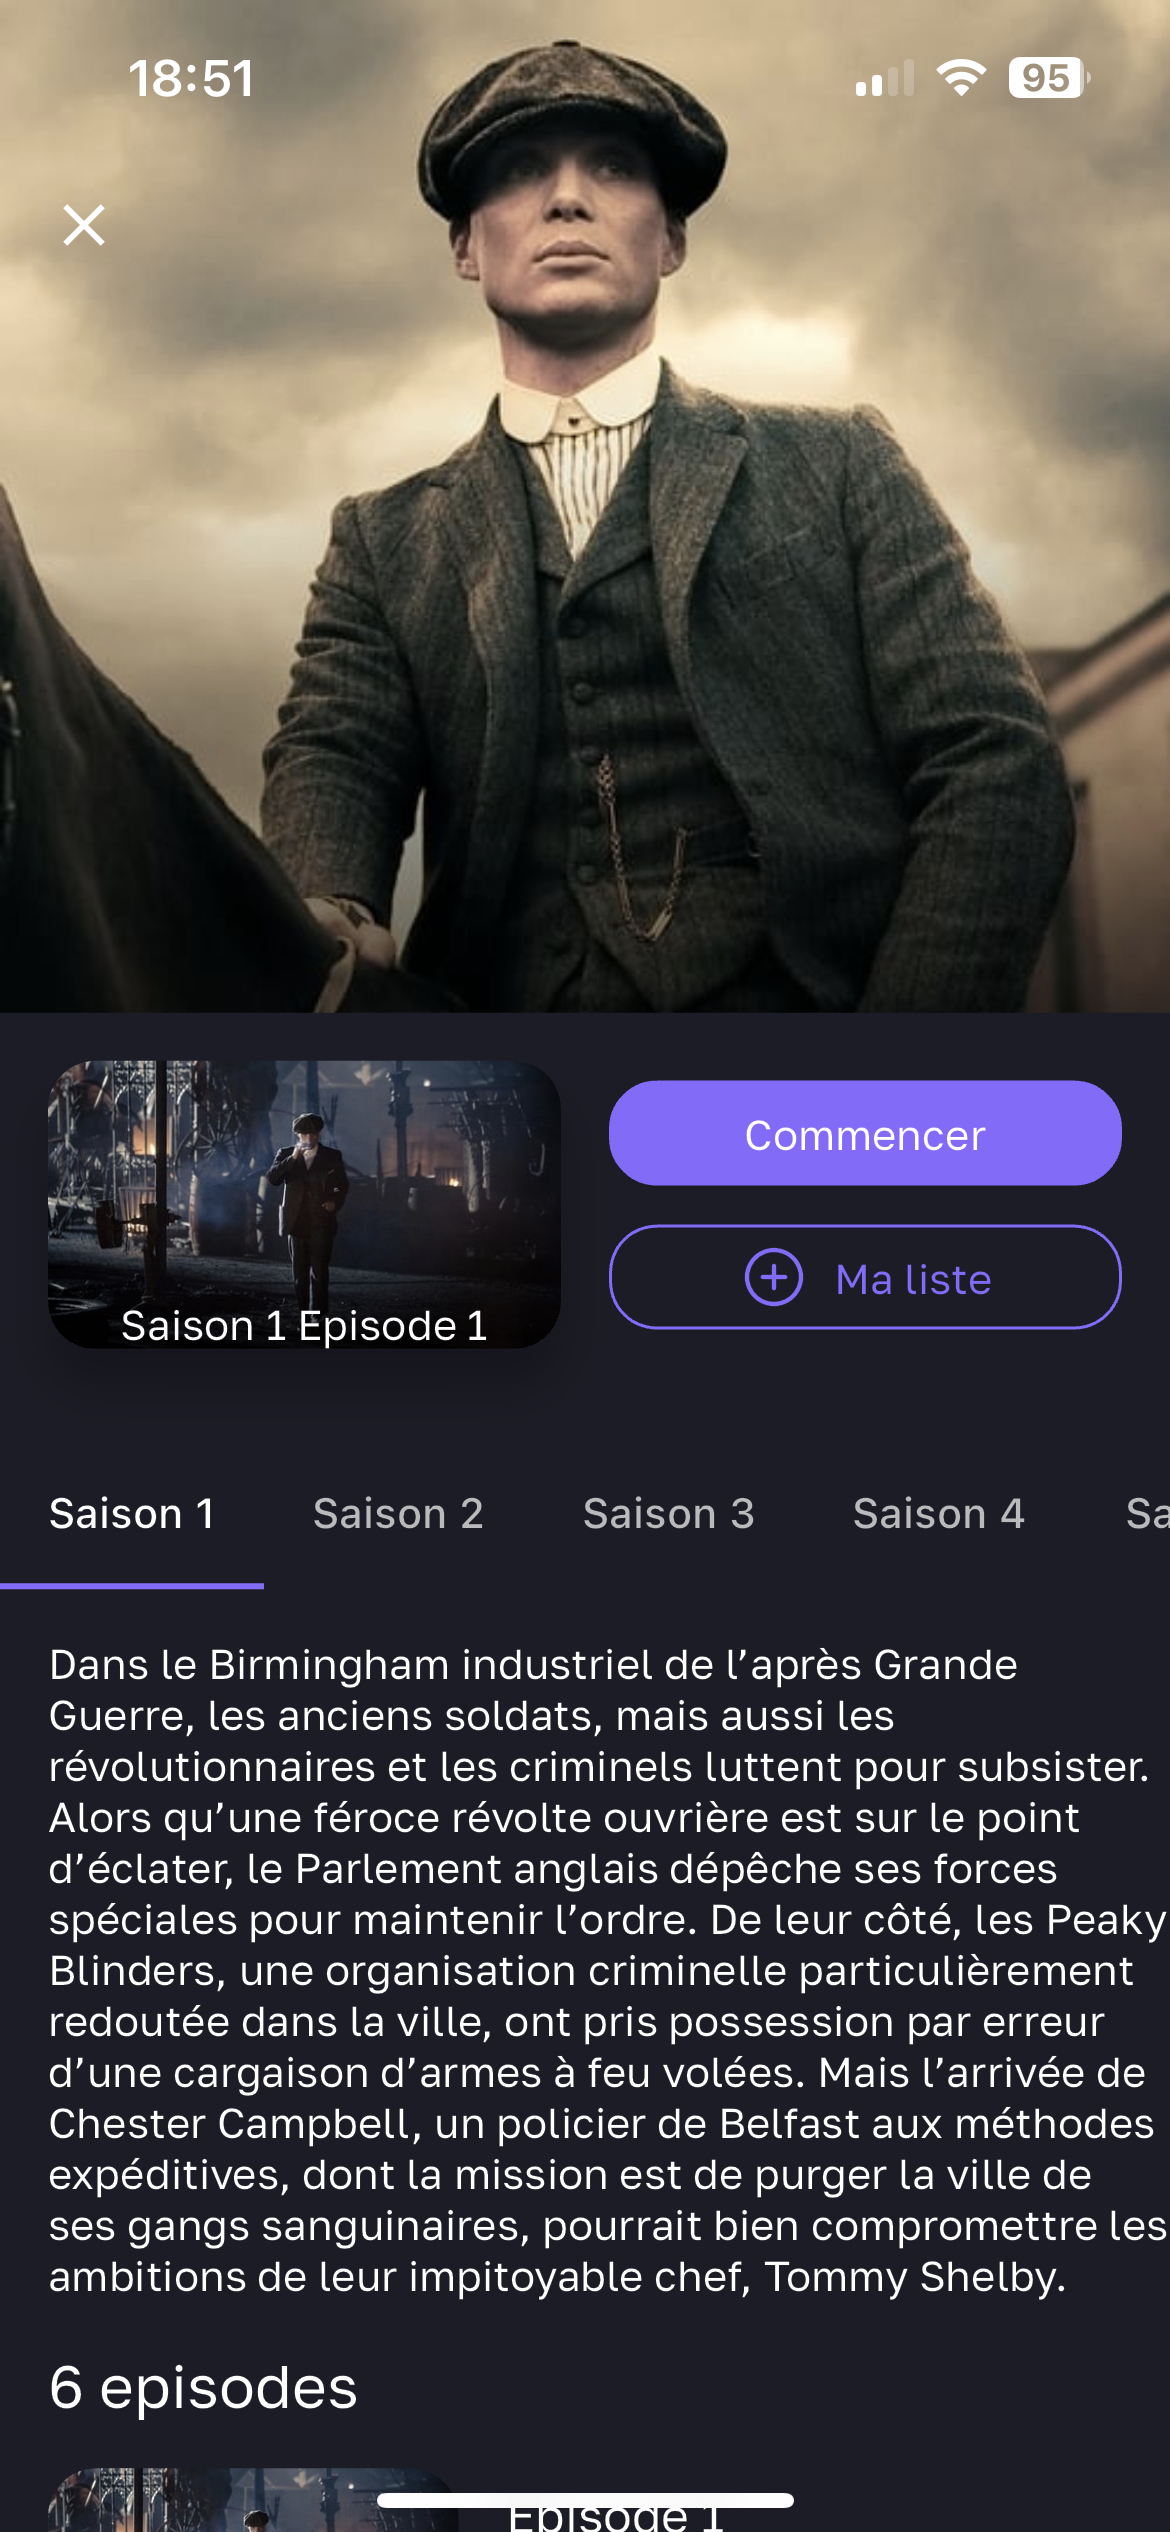 18:51
95
Commencer
Ma liste
Saison 1 Episode 1
Saison 1 Saison 2 Saison 3 Saison 4 Sa
Dans le Birmingham industriel de l’après Grande
Guerre, les anciens soldats, mais aussi les
révolutionnaires et les criminels luttent pour subsister.
Alors qu’une féroce révolte ouvrière est sur le point
d’éclater, le Parlement anglais dépêche ses forces
spéciales pour maintenir l’ordre. De leur côté, les Peaky
Blinders, une organisation criminelle particulièrement
redoutée dans la ville, ont pris possession par erreur
d’une cargaison d’armes à feu volées. Mais l’arrivée de
Chester Campbell, un policier de Belfast aux méthodes
expéditives, dont la mission est de purger la ville de
ses gangs sanguinaires, pourrait bien compromettre les
ambitions de leur impitoyable chef, Tommy Shelby.
6 episodes
Episode 1